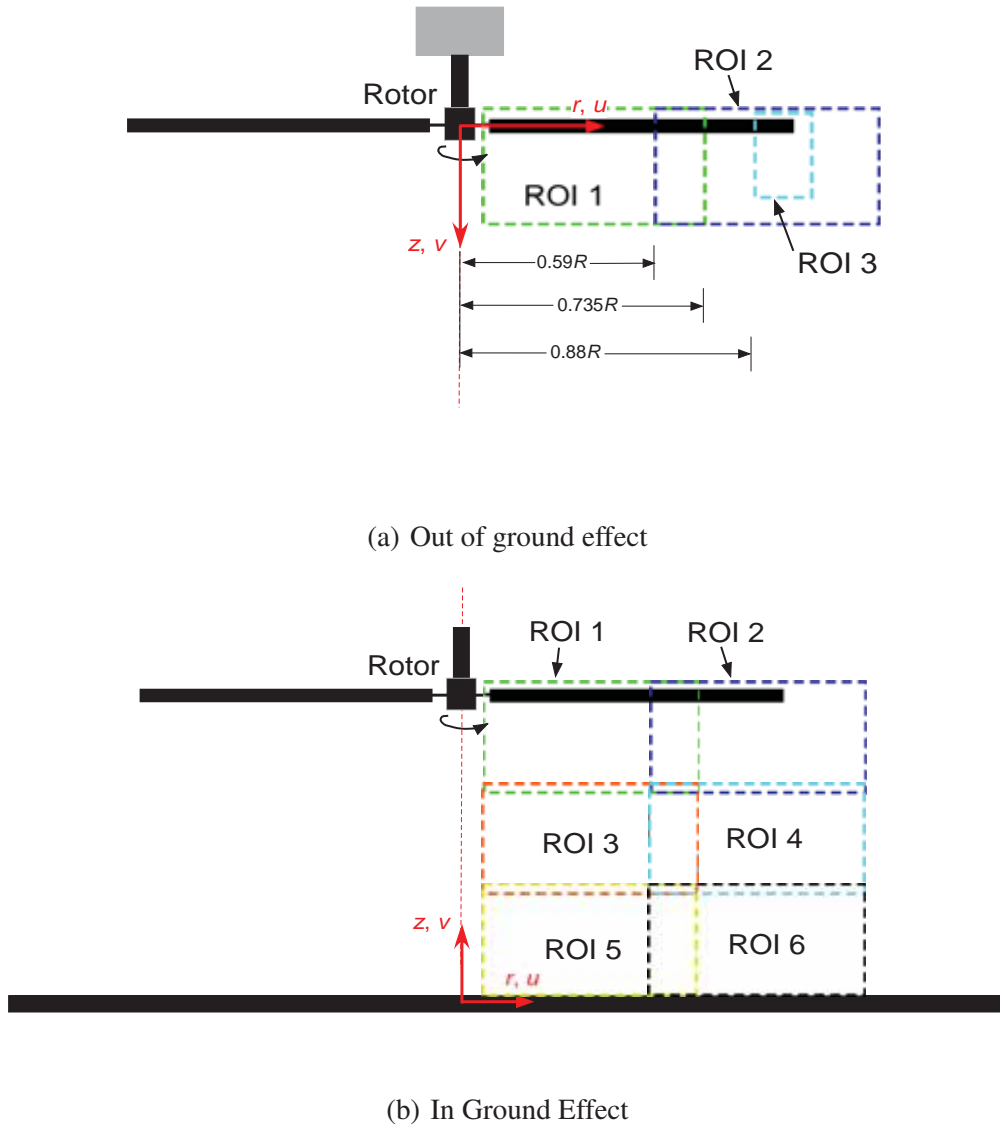 ROI 2
Rotor
r, u
ROI 1
ROI 3
z, v
0.59R
0.735R
0.88R
(a) Out of ground effect
ROI 1
ROI 2
Rotor
ROI 3
ROI 4
z, v
ROI 5
ROI 6
r, u
(b) In Ground Effect